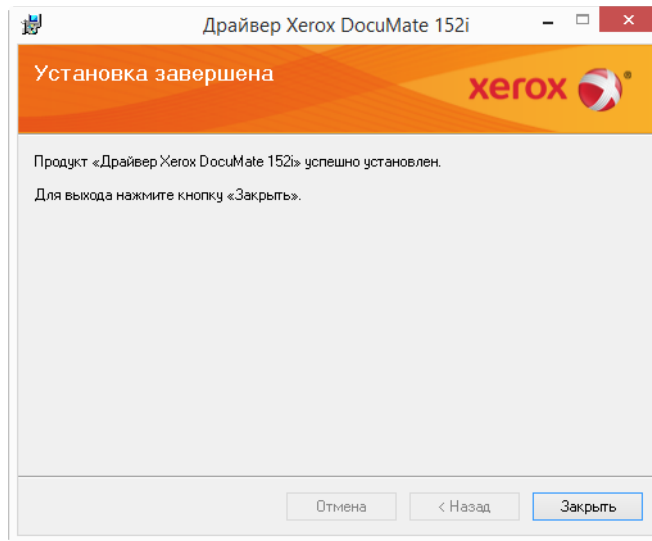 Драйвер Xerox DocuMate 152i
Установка завершена
xerox ®
Продукт «Драйвер Xerox DocuMate 152i» успешно установлен.
Для выхода нажмите кнопку «Закрыть».
Отмена
< Назад
Закрыть